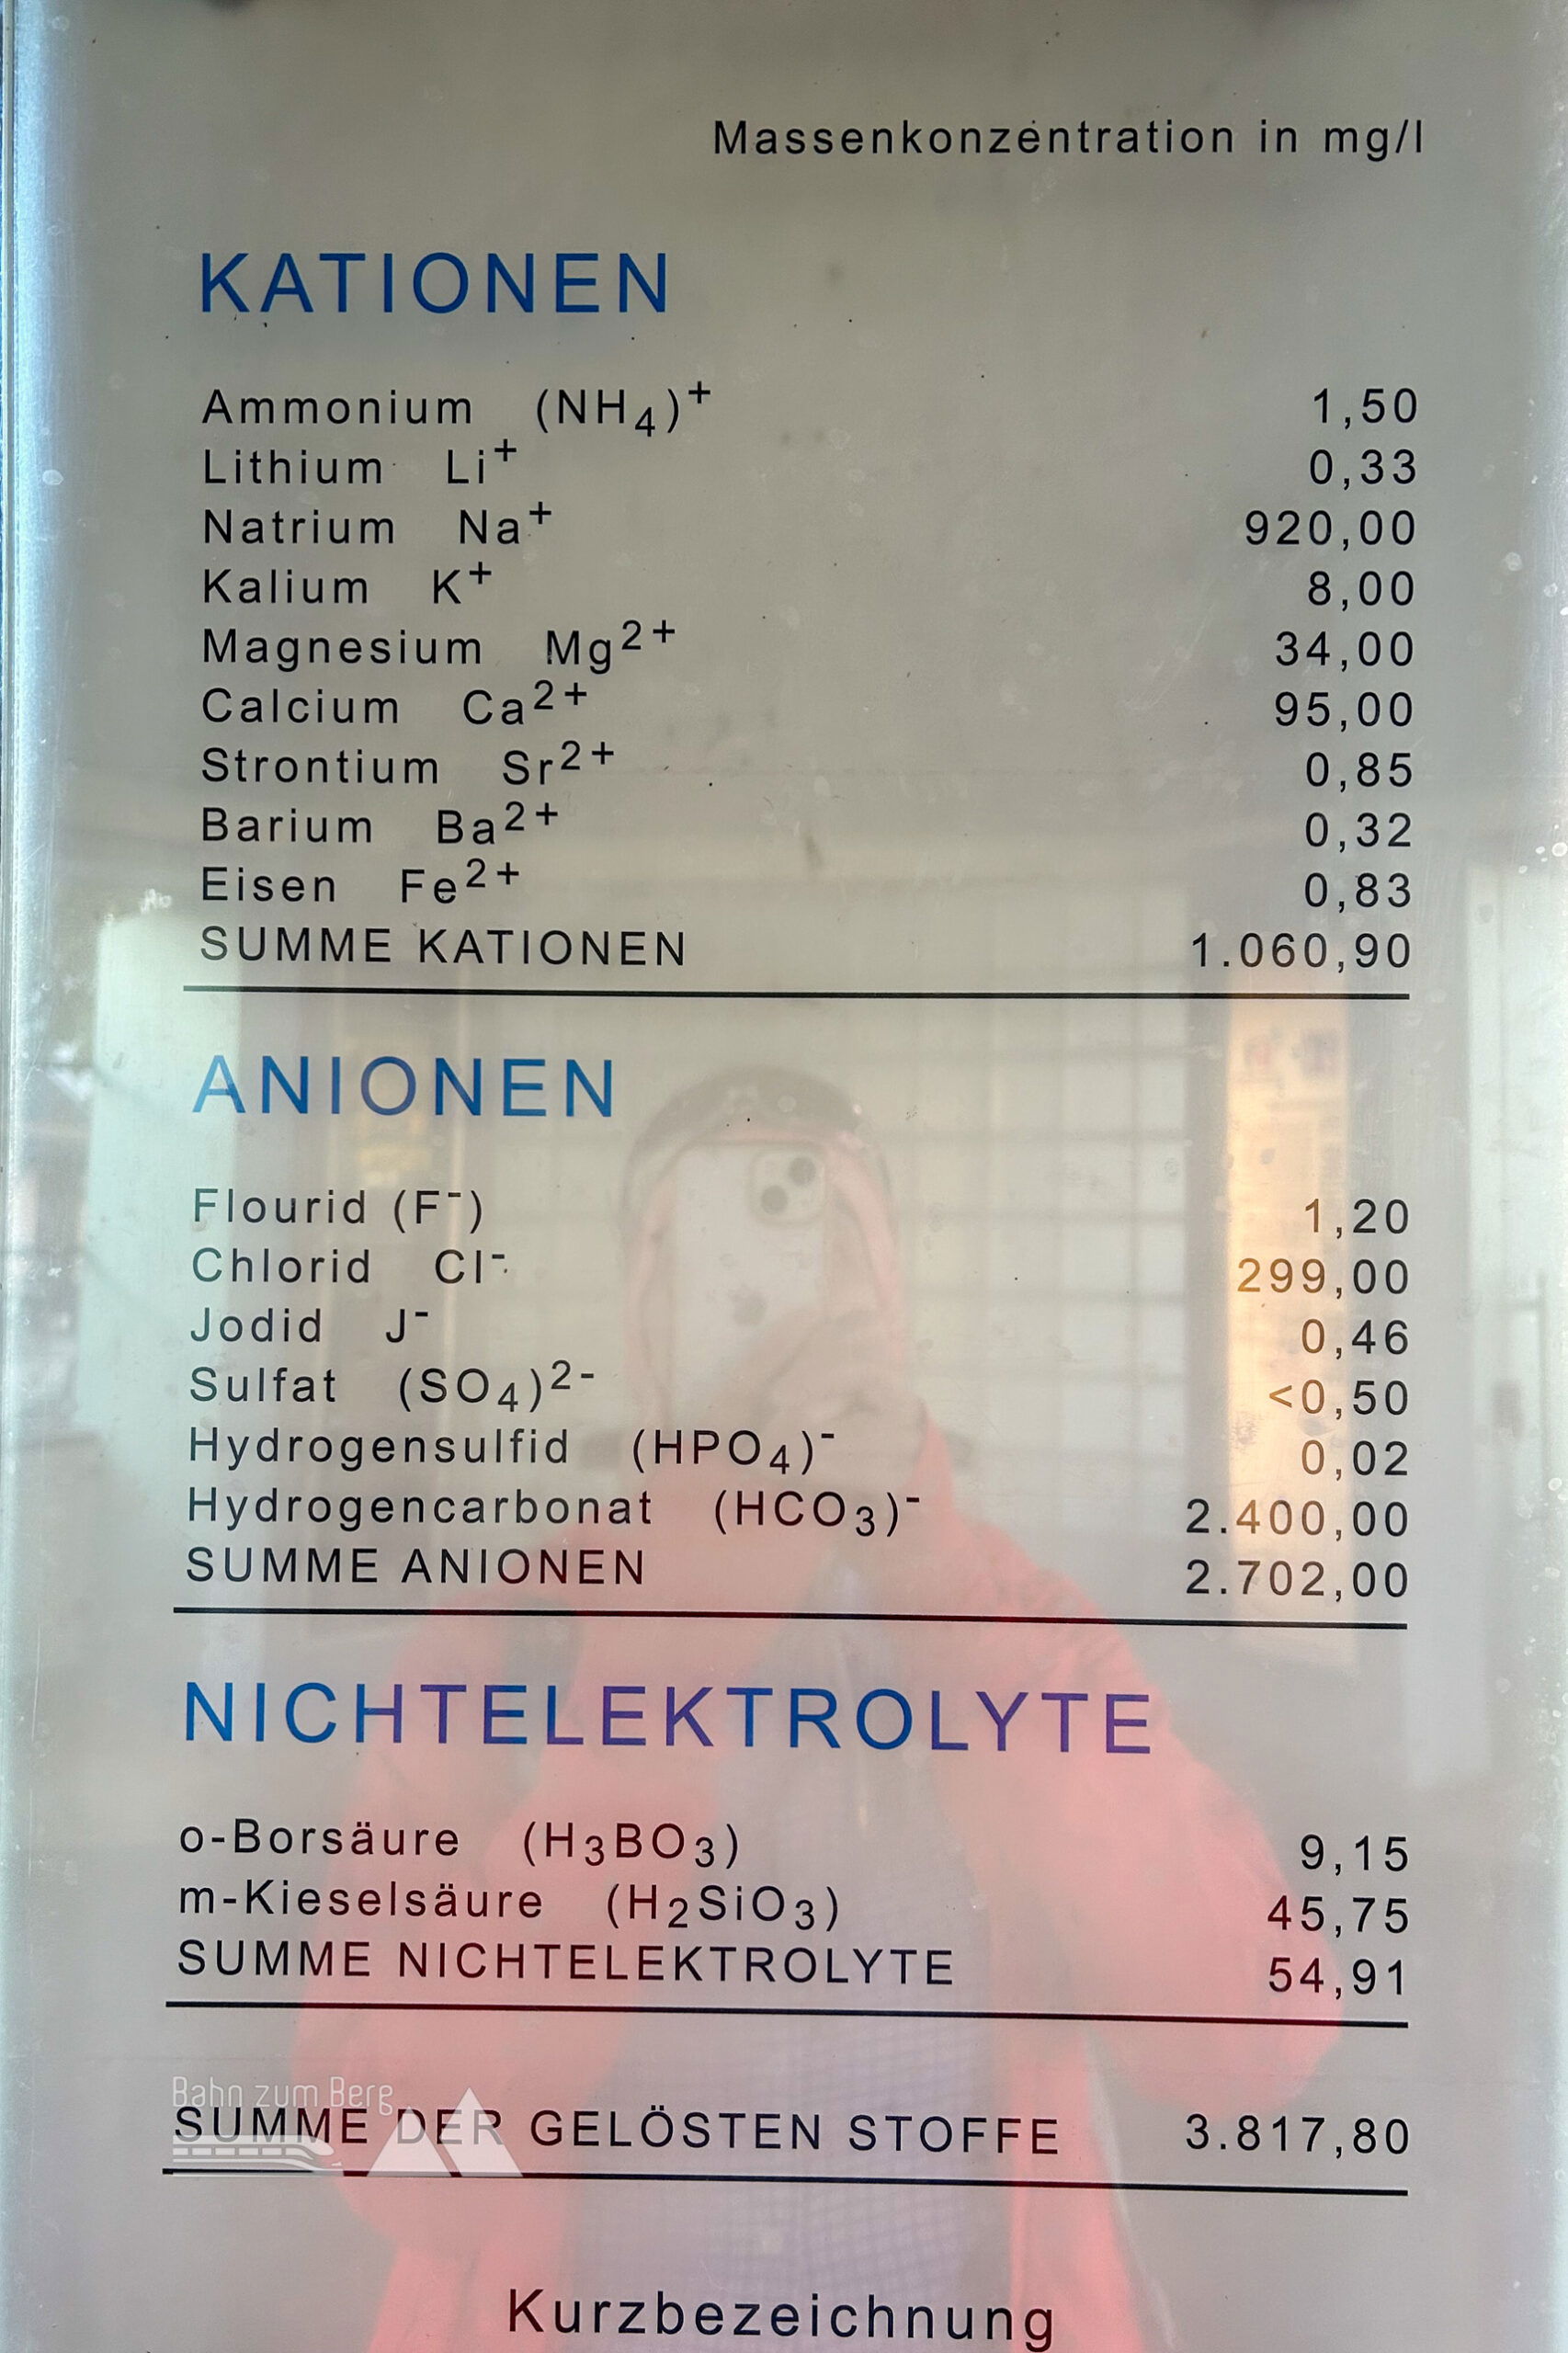 Massenkonzentration in mg/l
KATIONEN
Ammonium (NH₄)⁺ 1,50
Lithium Li⁺ 0,33
Natrium Na⁺ 920,00
Kalium K⁺ 8,00
Magnesium Mg²⁺ 34,00
Calcium Ca²⁺ 95,00
Strontium Sr²⁺ 0,85
Barium Ba²⁺ 0,32
Eisen Fe²⁺ 0,83
SUMME KATIONEN 1.060,90
ANIONEN
Flourid (F⁻) 1,20
Chlorid Cl⁻ 299,00
Jodid J⁻ 0,46
Sulfat (SO₄)²⁻ <0,50
Hydrogensulfid (HPO₄)⁻ 0,02
Hydrogencarbonat (HCO₃)⁻ 2.400,00
SUMME ANIONEN 2.702,00
NICHTELEKTROLYTE
o-Borsäure (H₃BO₃) 9,15
m-Kieselsäure (H₂SiO₃) 45,75
SUMME NICHTELEKTROLYTE 54,91
Bahn zum Berg
SUMME DER GELÖSTEN STOFFE 3.817,80
Kurzbezeichnung